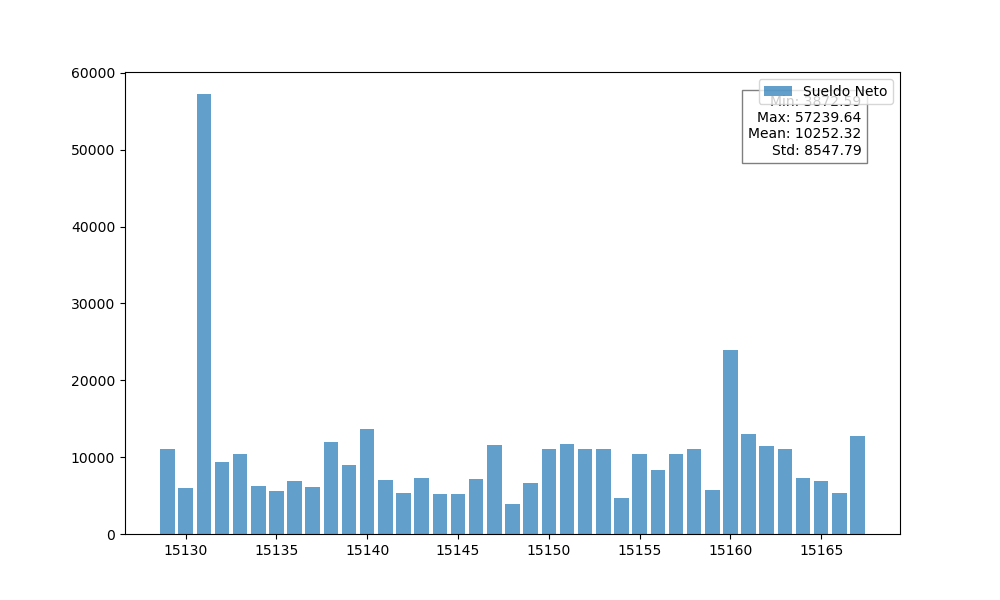 60000
50000
40000
30000
20000
10000
0
Sueldo Neto
Min: 3872.59
Max: 57239.64
Mean: 10252.32
Std: 8547.79
15130 15135 15140 15145 15150 15155 15160 15165